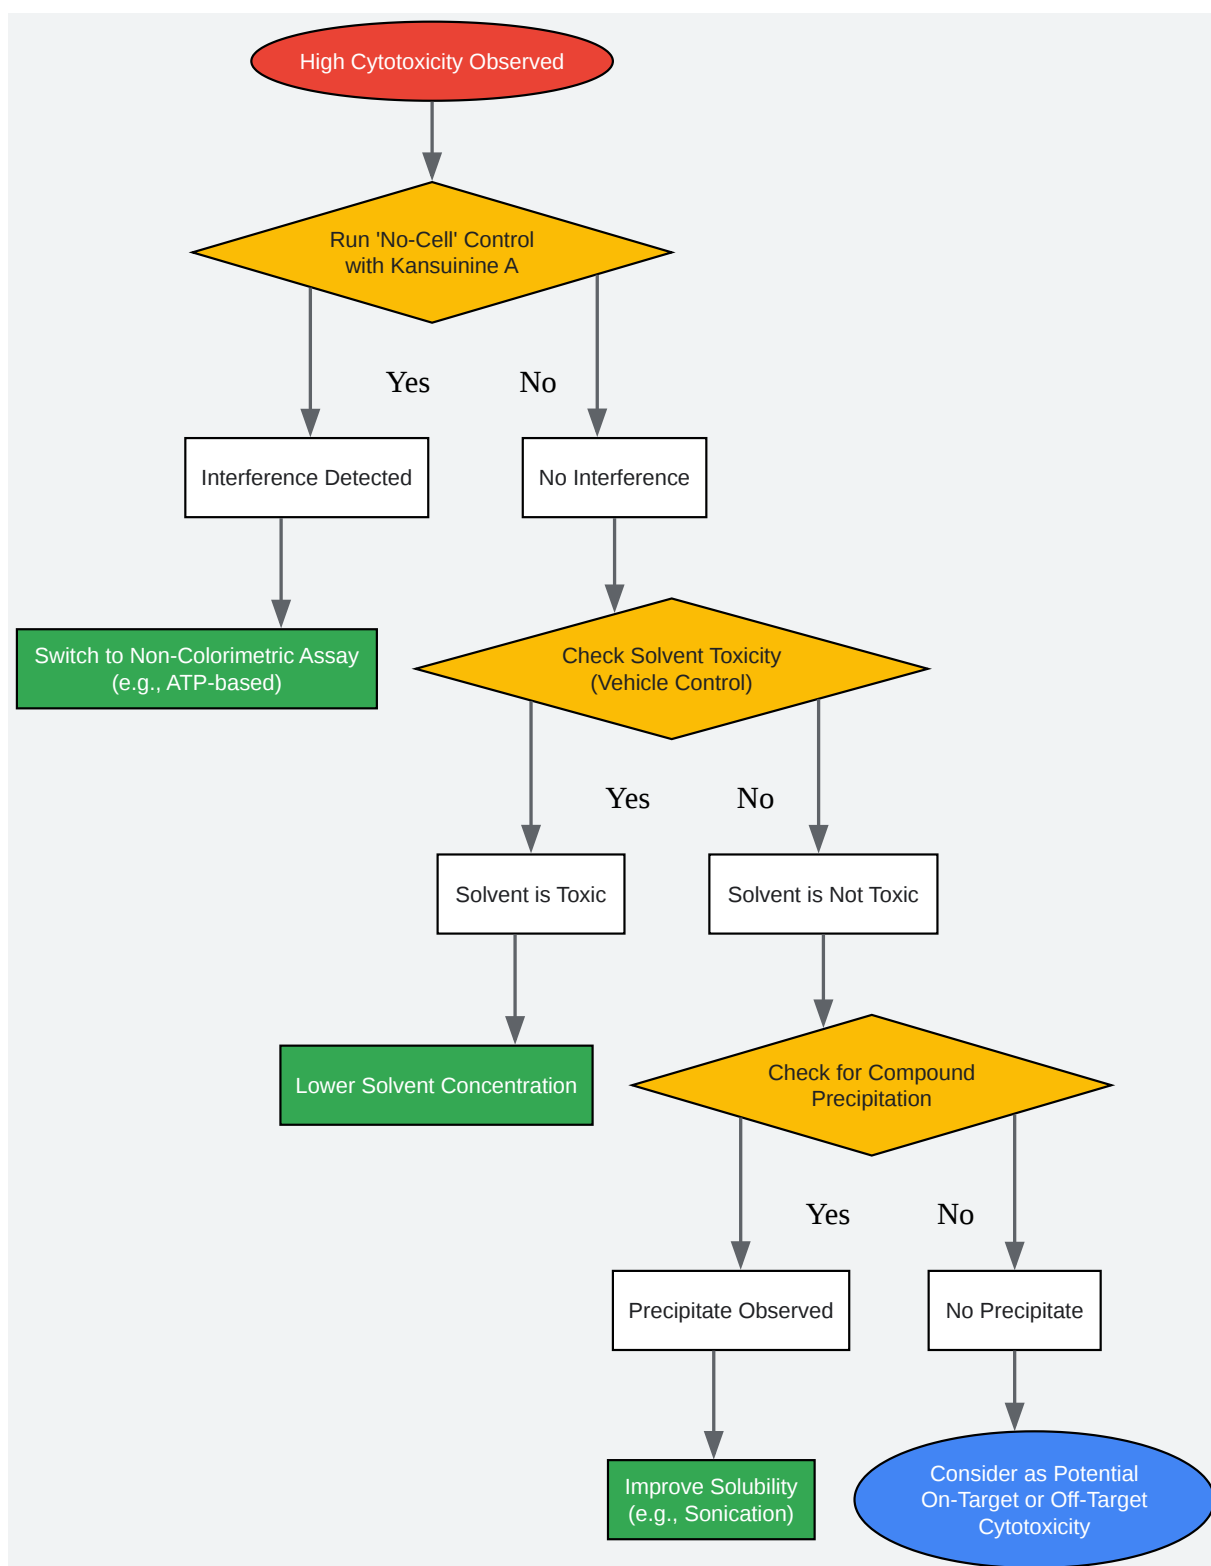 High Cytotoxicity Observed
Run 'No-Cell' Control
with Kansuinine A
Yes
No
Interference Detected
No Interference
Switch to Non-Colorimetric Assay
(e.g., ATP-based)
Check Solvent Toxicity
(Vehicle Control)
Yes
No
Solvent is Toxic
Solvent is Not Toxic
Lower Solvent Concentration
Check for Compound
Precipitation
Yes
No
Precipitate Observed
No Precipitate
Improve Solubility
(e.g., Sonication)
Consider as Potential
On-Target or Off-Target
Cytotoxicity